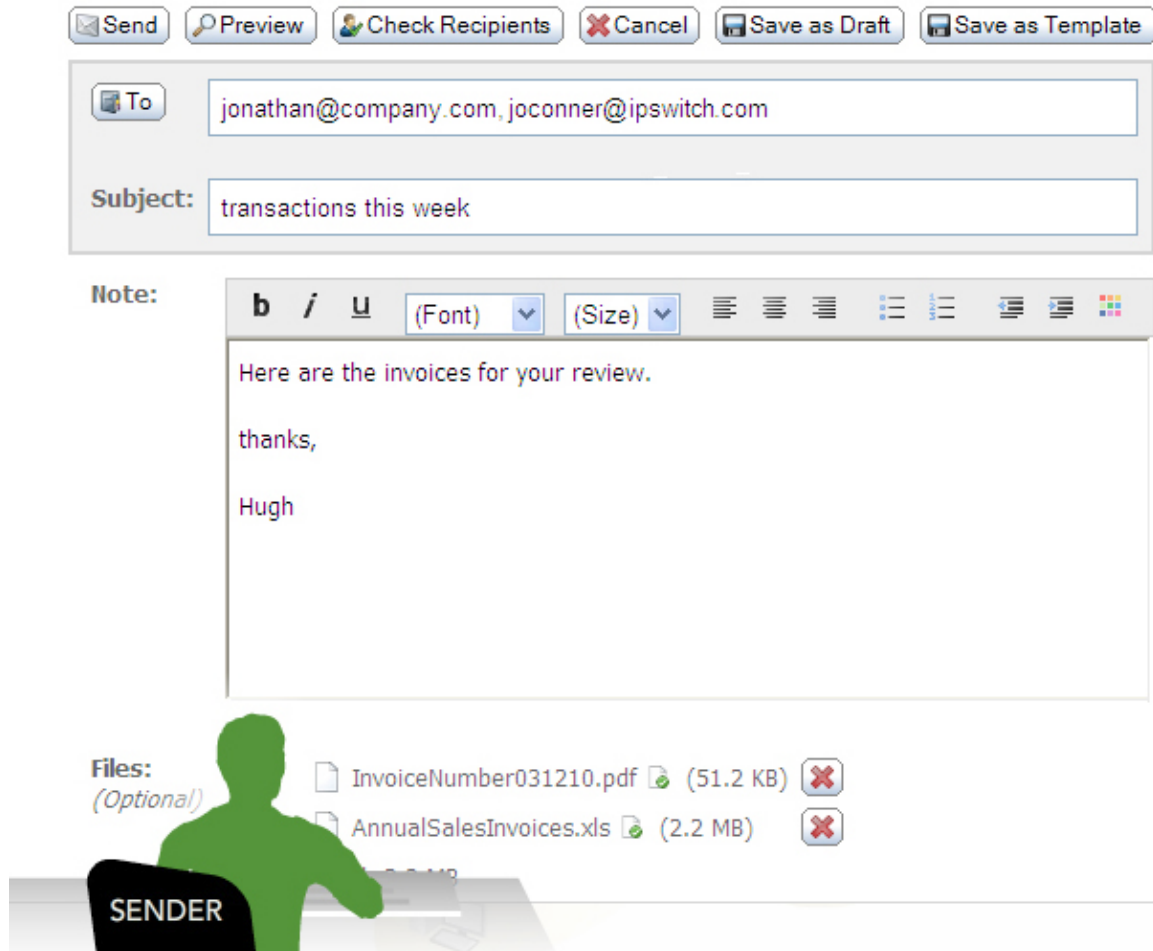 Send Preview Check Recipients Cancel Save as Draft Save as Template
To jonathan@company.com, joconner@ipswitch.com
Subject: transactions this week
Note: b i u (Font) (Size)
Here are the invoices for your review.
thanks,
Hugh
Files: InvoiceNumber031210.pdf (51.2 KB)
(Optional)
AnnualSalesInvoices.xls (2.2 MB)
MB
SENDER